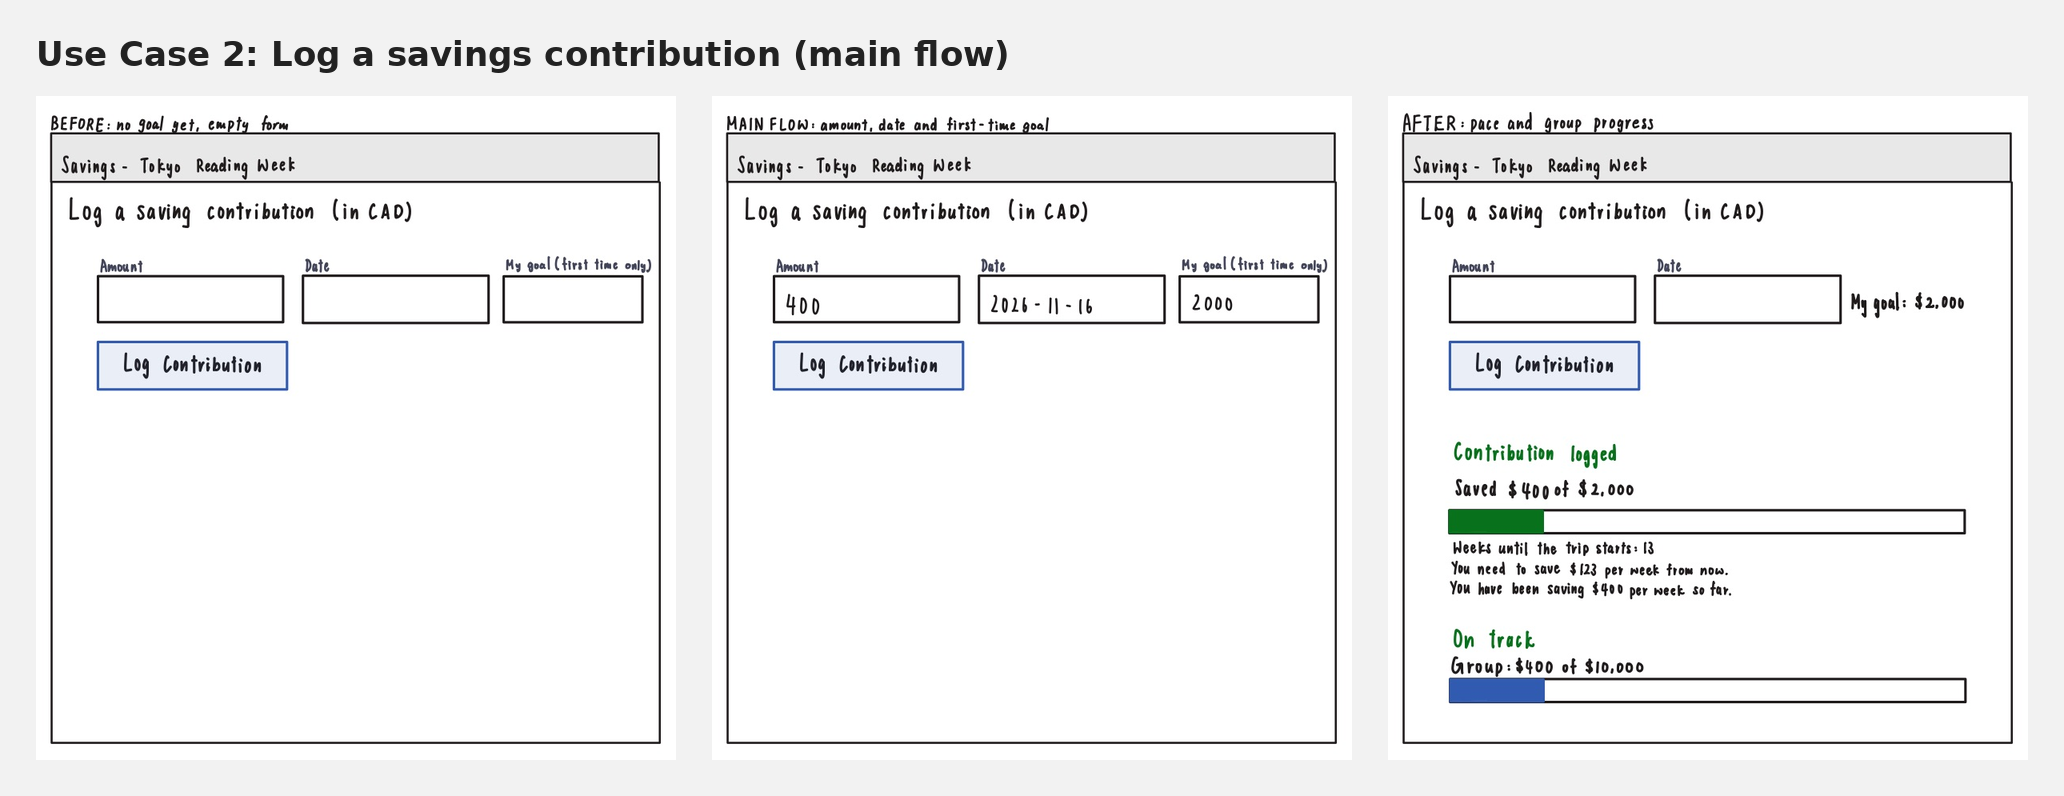 Use Case 2: Log a savings contribution (main flow)
BEFORE: no goal yet, empty form
Savings - Tokyo Reading Week
Log a saving contribution (in CAD)
Amount Date My goal (first time only)
Log Contribution
MAIN FLOW: amount, date and first-time goal
Savings - Tokyo Reading Week
Log a saving contribution (in CAD)
Amount Date My goal (first time only)
400 2026-11-16 2000
Log Contribution
AFTER: pace and group progress
Savings - Tokyo Reading Week
Log a saving contribution (in CAD)
Amount Date
My goal: $2,000
Log Contribution
Contribution logged
Saved $400 of $2,000
Weeks until the trip starts: 13
You need to save $123 per week from now.
You have been saving $400 per week so far.
On track
Group: $400 of $10,000